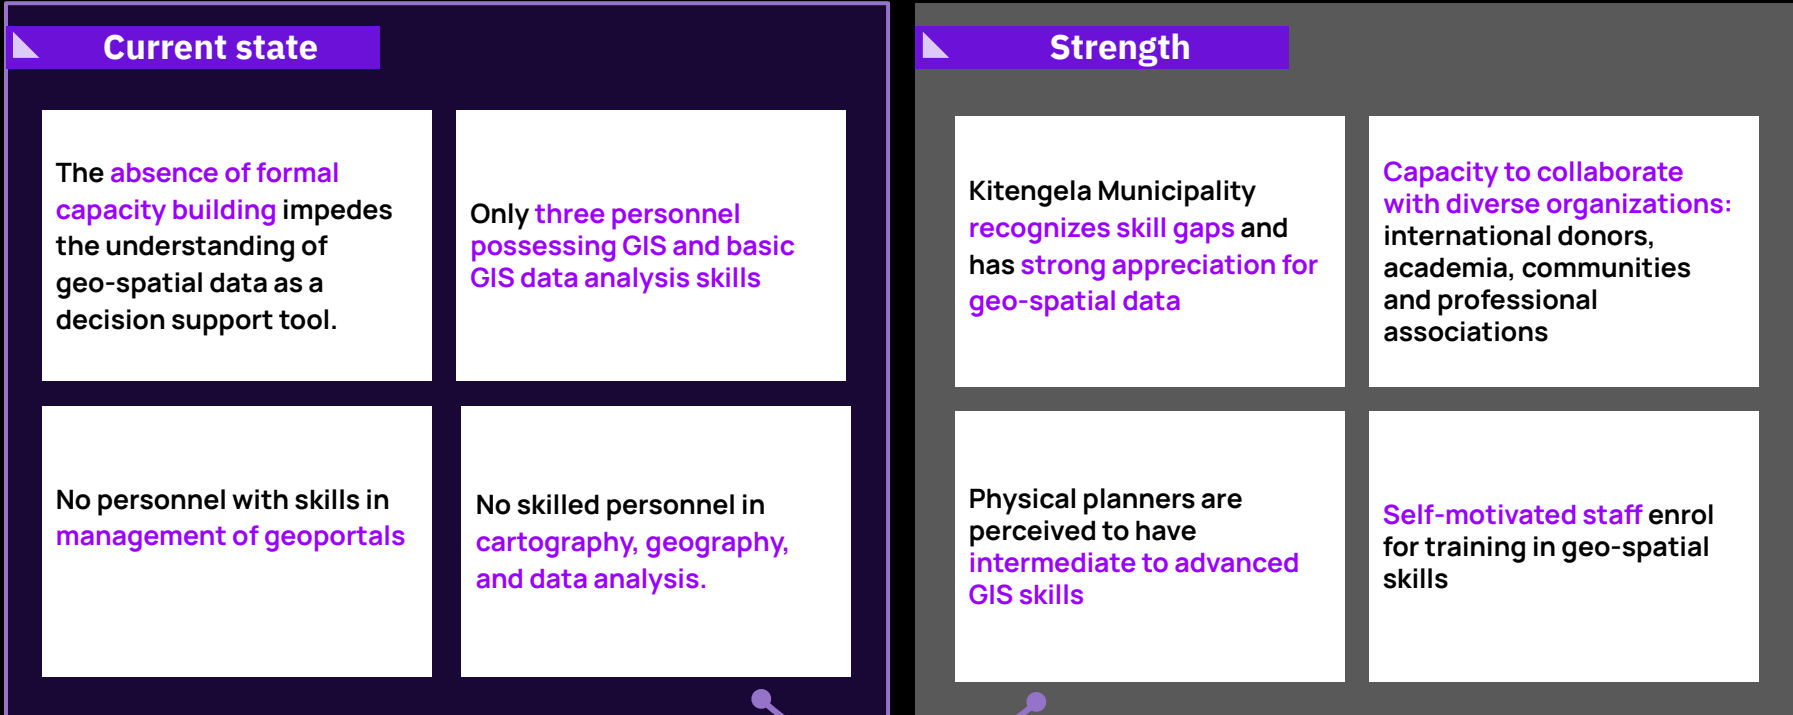 Current state
The absence of formal
capacity building impedes
the understanding of
geo-spatial data as a
decision support tool.
Only three personnel
possessing GIS and basic
GIS data analysis skills
No personnel with skills in
management of geoportals
No skilled personnel in
cartography, geography,
and data analysis.
Strength
Kitengela Municipality
recognizes skill gaps and
has strong appreciation for
geo-spatial data
Capacity to collaborate
with diverse organizations:
international donors,
academia, communities
and professional
associations
Physical planners are
perceived to have
intermediate to advanced
GIS skills
Self-motivated staff enrol
for training in geo-spatial
skills